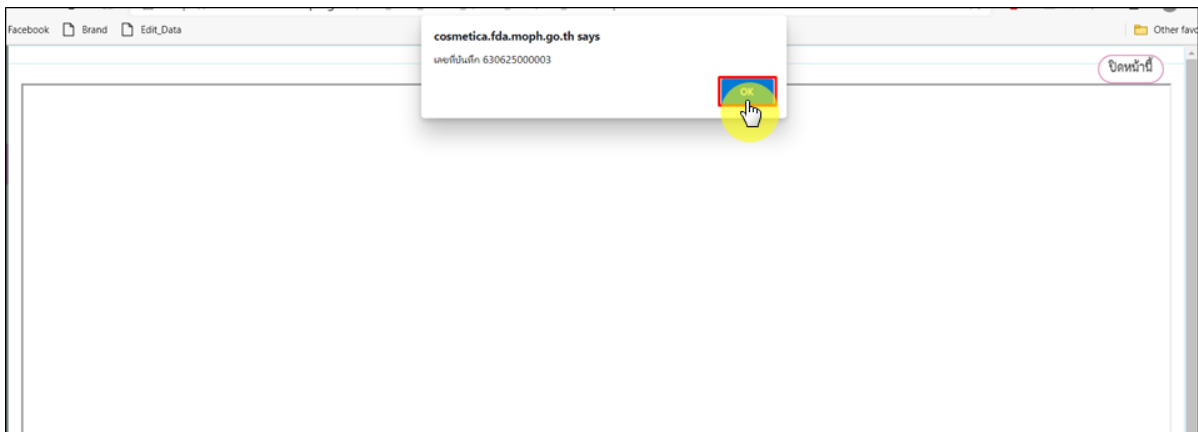 cosmetica.fda.moph.go.th says
Facebook Brand Edit_Data
Other favo
เลขที่บันทึก 630625000003
ปิดหน้านี้
OK